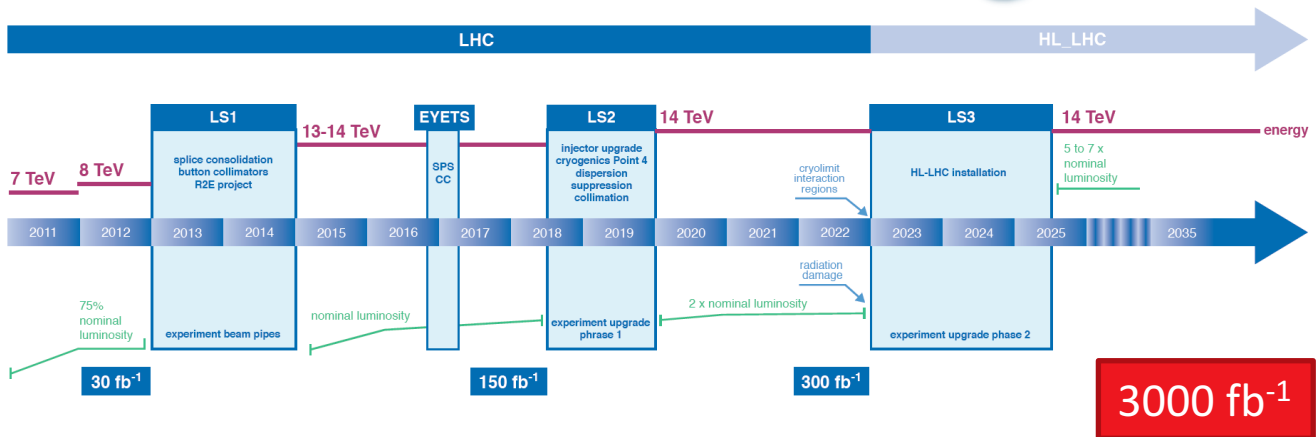 LHC
HL_LHC
LS1
EYETS
LS2
LS3
7 TeV
8 TeV
13-14 TeV
14 TeV
14 TeV
energy
splice consolidation
button collimators
R2E project
SPS
CC
injector upgrade
cryogenics Point 4
dispersion
suppression
collimation
cryolimit
interaction
regions
HL-LHC installation
5 to 7 x
nominal
luminosity
2011
2012
2013
2014
2015
2016
2017
2018
2019
2020
2021
2022
2023
2024
2025
2035
75%
nominal
luminosity
experiment beam pipes
nominal luminosity
experiment upgrade
phrase 1
2 x nominal luminosity
radiation
damage
experiment upgrade phase 2
30 fb⁻¹
150 fb⁻¹
300 fb⁻¹
3000 fb⁻¹